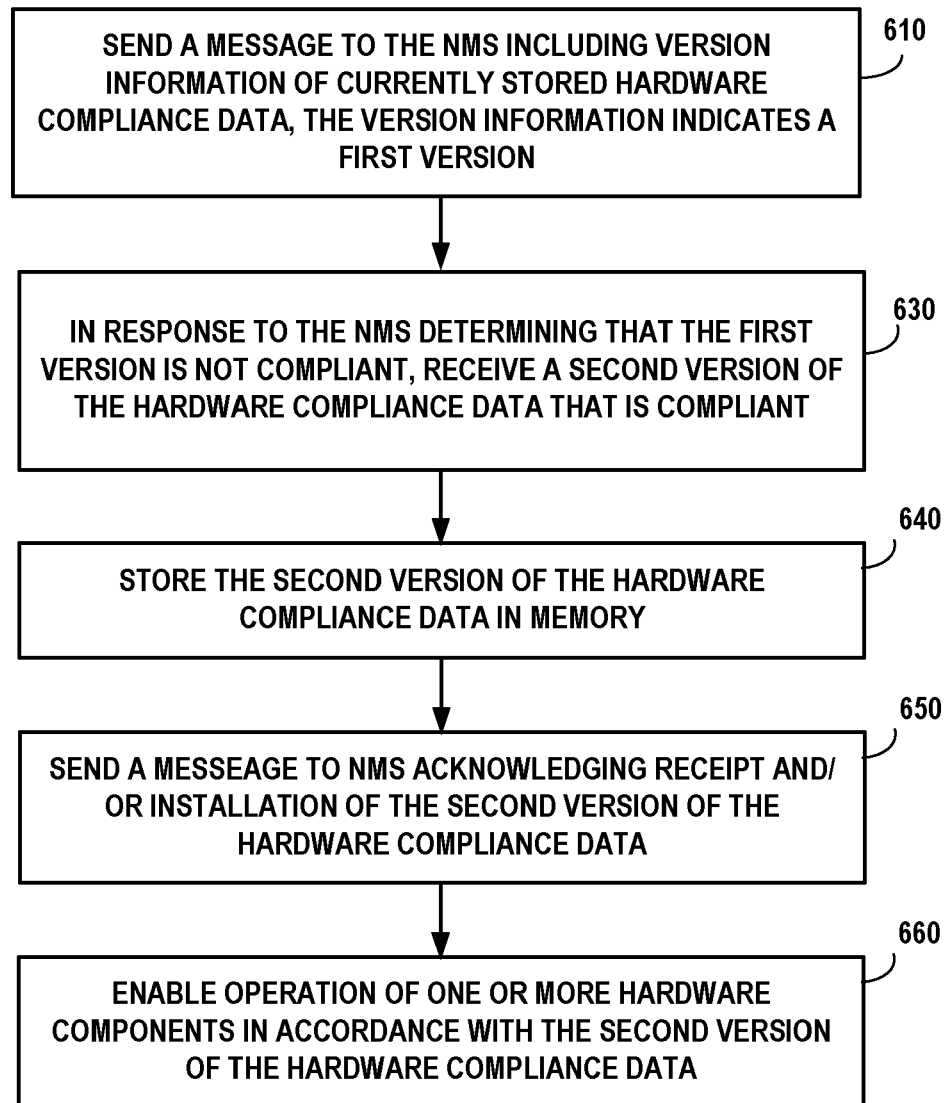 SEND A MESSAGE TO THE NMS INCLUDING VERSION
INFORMATION OF CURRENTLY STORED HARDWARE
COMPLIANCE DATA, THE VERSION INFORMATION INDICATES A
FIRST VERSION
610
IN RESPONSE TO THE NMS DETERMINING THAT THE FIRST
VERSION IS NOT COMPLIANT, RECEIVE A SECOND VERSION OF
THE HARDWARE COMPLIANCE DATA THAT IS COMPLIANT
630
STORE THE SECOND VERSION OF THE HARDWARE
COMPLIANCE DATA IN MEMORY
640
SEND A MESSEAGE TO NMS ACKNOWLEDGING RECEIPT AND/
OR INSTALLATION OF THE SECOND VERSION OF THE
HARDWARE COMPLIANCE DATA
650
ENABLE OPERATION OF ONE OR MORE HARDWARE
COMPONENTS IN ACCORDANCE WITH THE SECOND VERSION
OF THE HARDWARE COMPLIANCE DATA
660